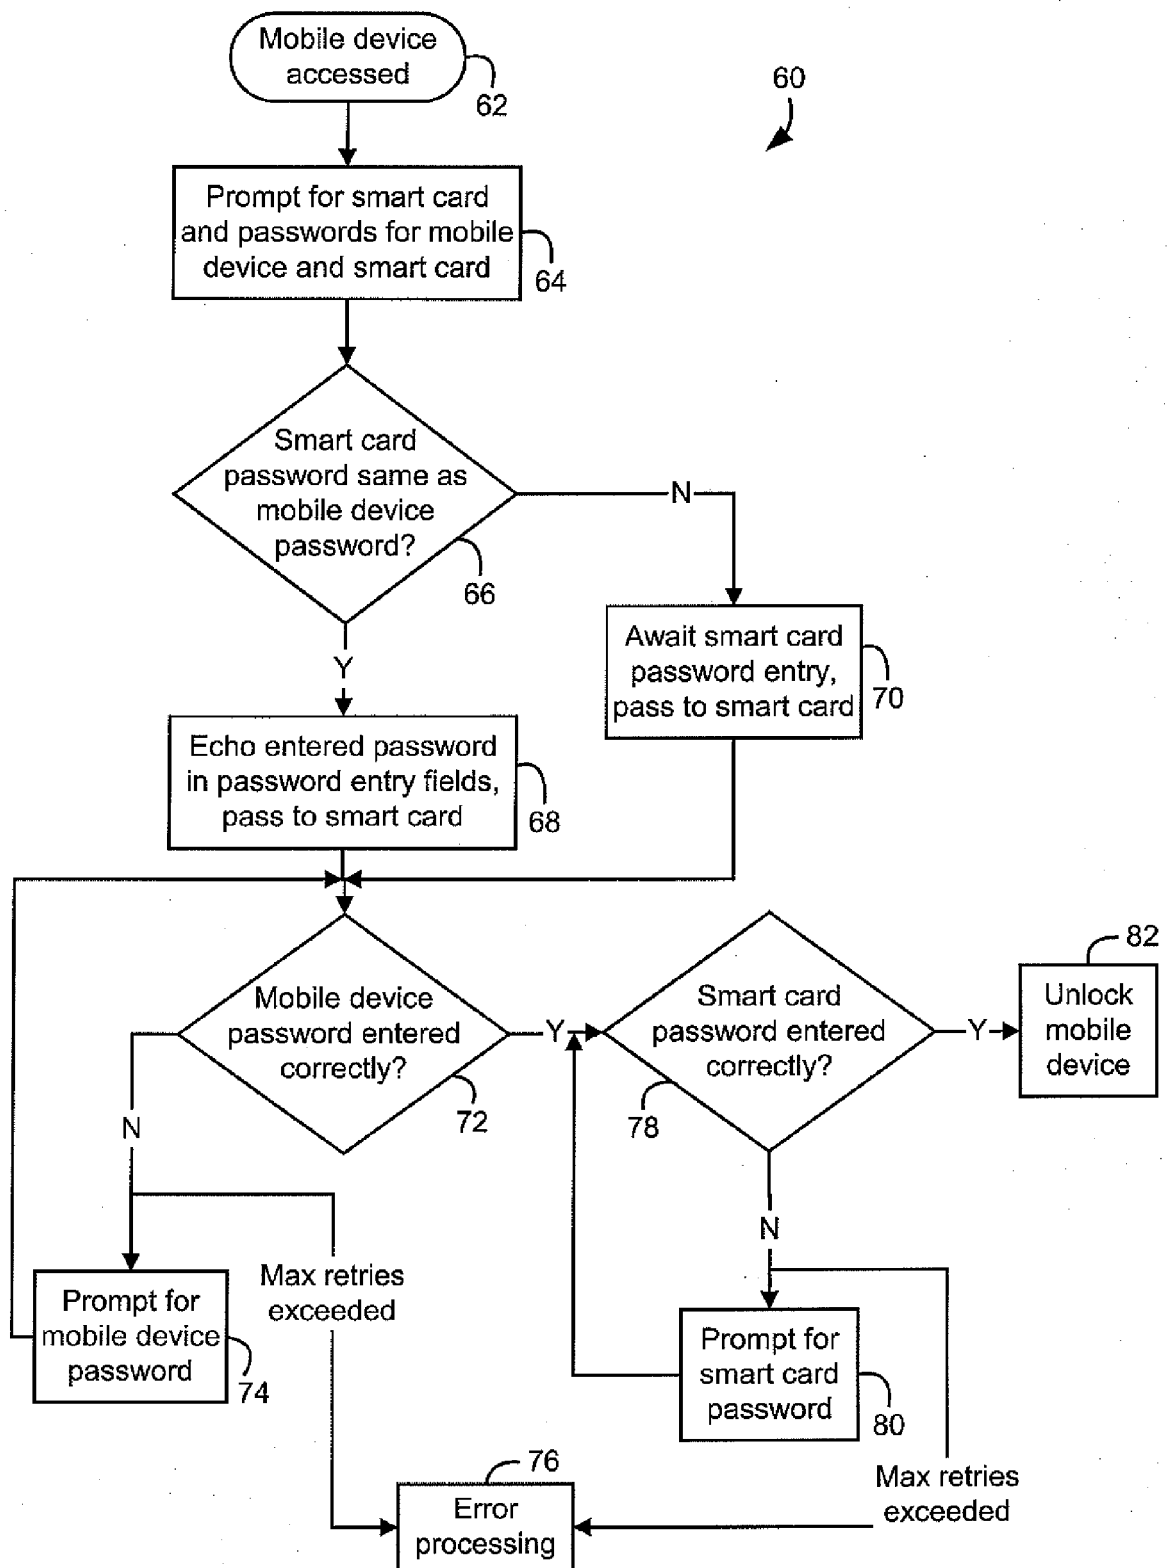 Mobile device
accessed
62
60
Prompt for smart card
and passwords for mobile
device and smart card
64
Smart card
password same as
mobile device
password?
66
N
Y
Await smart card
password entry,
pass to smart card
70
Echo entered password
in password entry fields,
pass to smart card
68
Mobile device
password entered
correctly?
72
Y
N
Smart card
password entered
correctly?
78
Y
N
82
Unlock
mobile
device
Prompt for
mobile device
password
74
Max retries
exceeded
Prompt for
smart card
password
80
Max retries
exceeded
76
Error
processing